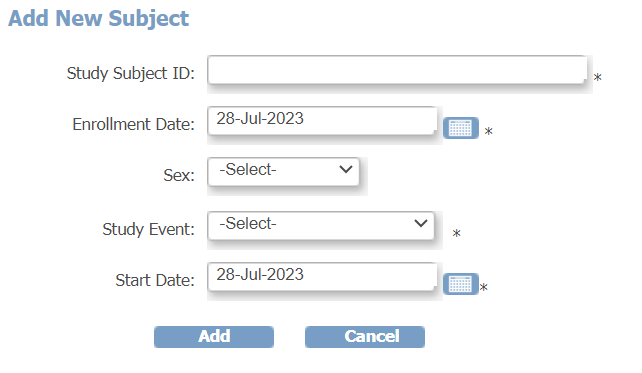 Add New Subject
Study Subject ID: *
Enrollment Date: 28-Jul-2023 *
Sex: -Select-
Study Event: -Select- *
Start Date: 28-Jul-2023 *
Add Cancel